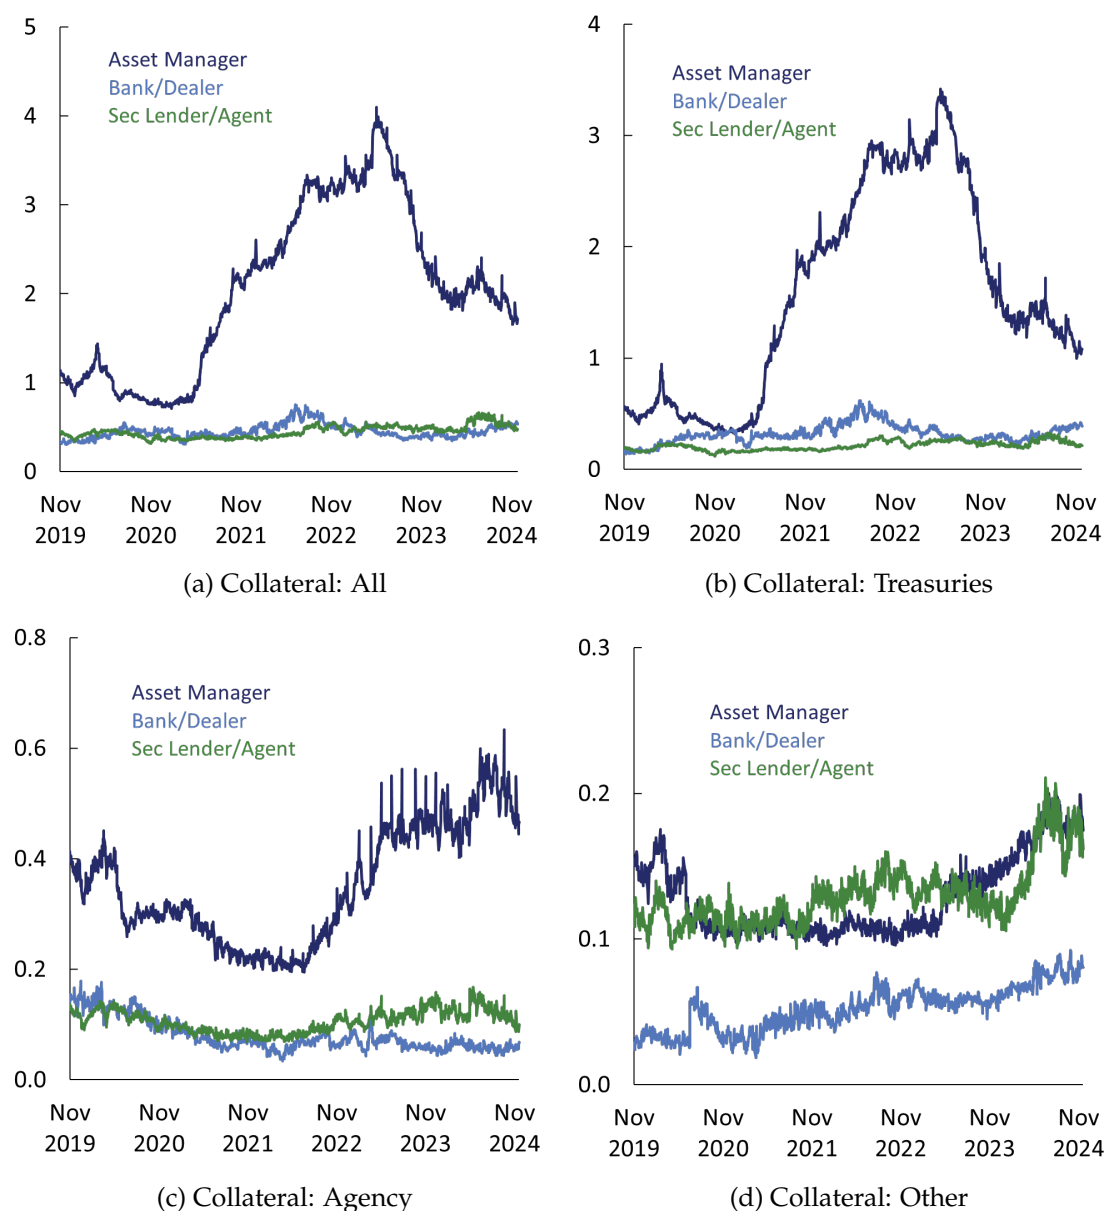 5
4
3
2
1
0
Asset Manager
Bank/Dealer
Sec Lender/Agent
Nov Nov Nov Nov Nov Nov
2019 2020 2021 2022 2023 2024
(a) Collateral: All
4
3
2
1
0
Asset Manager
Bank/Dealer
Sec Lender/Agent
Nov Nov Nov Nov Nov Nov
2019 2020 2021 2022 2023 2024
(b) Collateral: Treasuries
0.8
0.6
0.4
0.2
0.0
Asset Manager
Bank/Dealer
Sec Lender/Agent
Nov Nov Nov Nov Nov Nov
2019 2020 2021 2022 2023 2024
(c) Collateral: Agency
0.3
0.2
0.1
0.0
Asset Manager
Bank/Dealer
Sec Lender/Agent
Nov Nov Nov Nov Nov Nov
2019 2020 2021 2022 2023 2024
(d) Collateral: Other